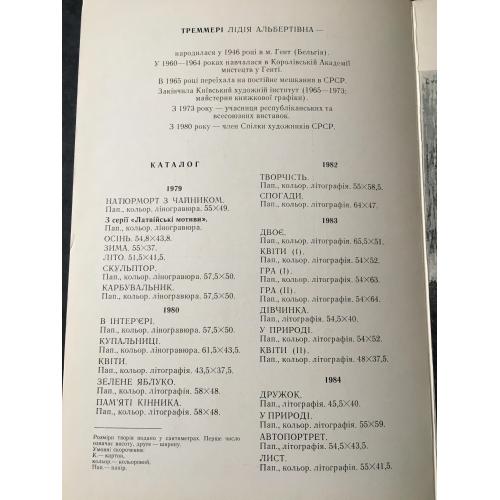 ТРЕММЕРІ ЛІДІЯ АЛЬБЕРТІВНА —
народилася у 1946 році в м. Гент (Бельгія).
У 1960—1964 роках навчалася в Королівській Академії
мистецтв у Генті.
В 1965 році переїхала на постійне мешкання в СРСР.
Закінчила Київський художній інститут (1965—1973;
майстерня книжкової графіки).
З 1973 року — учасниця республіканських та
всесоюзних виставок.
З 1980 року — член Спілки художників СРСР.
КАТАЛОГ
1979
НАТЮРМОРТ З ЧАЙНИКОМ.
Пап., кольор. ліногравюра. 55×49.
З серії «Латвійські мотиви».
Пап., кольор. ліногравюра.
ОСІНЬ. 54,8×43,8.
ЗИМА. 55×37.
ЛІТО. 51,5×41,5.
СКУЛЬПТОР.
Пап., кольор. ліногравюра. 57,5×50.
КАРБУВАЛЬНИК.
Пап., кольор. ліногравюра. 57,5×50.
1980
В ІНТЕР'ЄРІ.
Пап., кольор. ліногравюра. 57,5×50.
КУПАЛЬНИЦІ.
Пап., кольор. ліногравюра. 61,5×43,5.
КВІТИ.
Пап., кольор. літографія. 43,5×37,5.
ЗЕЛЕНЕ ЯБЛУКО.
Пап., кольор. літографія. 58×48.
ПАМ'ЯТІ КІННИКА.
Пап., кольор. літографія. 58×48.
Розміри творів подано у сантиметрах. Перше число
означає висоту, друге — ширину.
Умовні скорочення:
К.— картон,
кольор.— кольоровий,
Пап.— папір.
1982
ТВОРЧІСТЬ.
Пап., кольор. літографія. 55×58,5.
СПОГАДИ.
Пап., кольор. літографія. 64×47.
1983
ДВОЄ.
Пап., кольор. літографія. 65,5×51.
КВІТИ (I).
Пап., кольор. літографія. 54×52.
ГРА (I).
Пап., кольор. літографія. 54×63.
ГРА (II).
Пап., кольор. літографія. 54×64.
ДІВЧИНКА.
Пап., літографія. 54,5×40.
У ПРИРОДІ.
Пап., кольор. літографія. 54×52.
КВІТИ (II).
Пап., кольор. літографія. 48×37,5.
1984
ДРУЖОК.
Пап., літографія. 45,5×40.
У ПРИРОДІ.
Пап., кольор. літографія. 55×59.
АВТОПОРТРЕТ.
Пап., літографія. 54,5×43,5.
ЛИСТ.
Пап., кольор. літографія. 55×41,5.